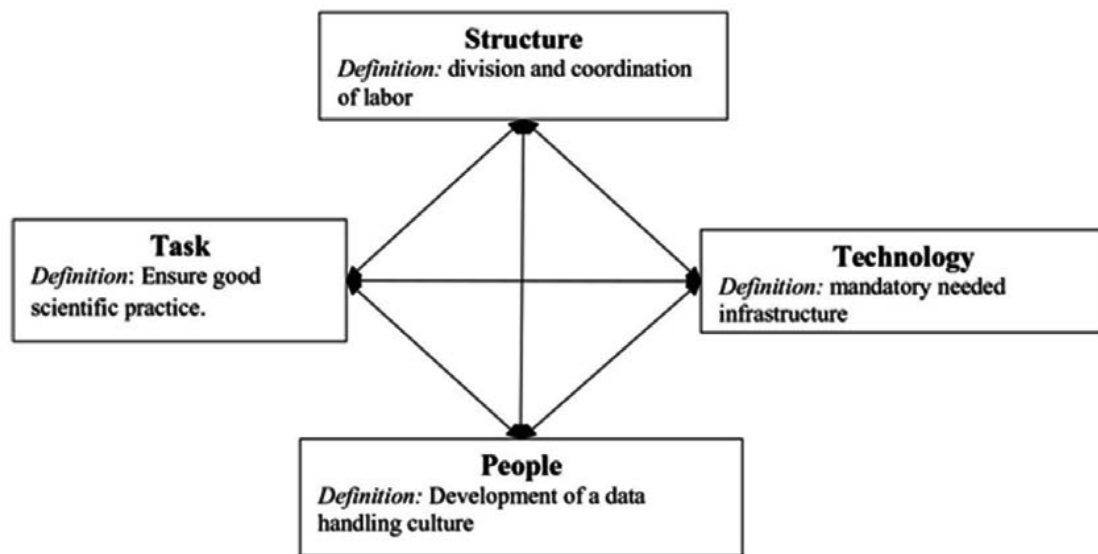 Structure
Definition: division and coordination
of labor
Task
Definition: Ensure good
scientific practice.
Technology
Definition: mandatory needed
infrastructure
People
Definition: Development of a data
handling culture